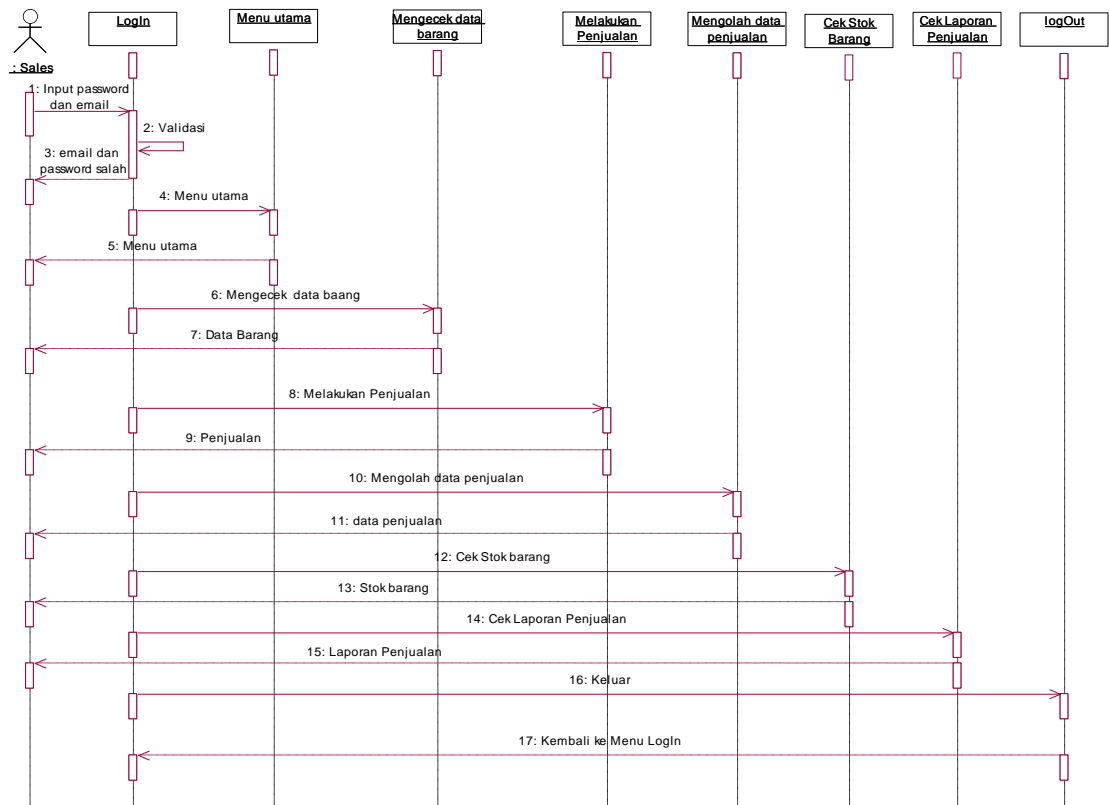 LogIn
Menu utama
Mengecek data
barang
Melakukan
Penjualan
Mengolah data
penjualan
Cek Stok
Barang
Cek Laporan
Penjualan
logOut
: Sales
1: Input password
dan email
2: Validasi
3: email dan
password salah
4: Menu utama
5: Menu utama
6: Mengecek data baang
7: Data Barang
8: Melakukan Penjualan
9: Penjualan
10: Mengolah data penjualan
11: data penjualan
12: Cek Stok barang
13: Stok barang
14: Cek Laporan Penjualan
15: Laporan Penjualan
16: Keluar
17: Kembali ke Menu LogIn